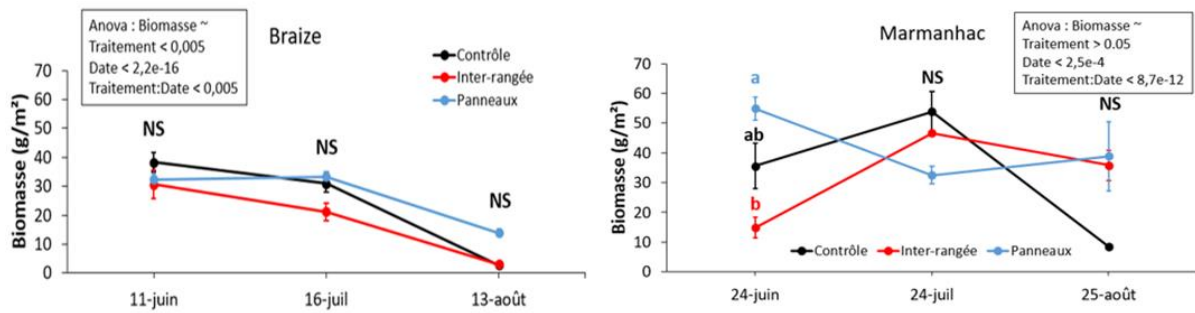 Anova : Biomasse ~
Traitement < 0,005
Date < 2,2e-16
Traitement:Date < 0,005
Braize
Contrôle
Inter-rangée
Panneaux
Biomasse (g/m²)
70
60
50
40
30
20
10
0
NS
NS
NS
11-juin
16-juil
13-août
Marmanhac
Anova : Biomasse ~
Traitement > 0.05
Date < 2,5e-4
Traitement:Date < 8,7e-12
Biomasse (g/m²)
70
60
50
40
30
20
10
0
a
ab
b
NS
NS
Contrôle Inter-rangée Panneaux
24-juin
24-juil
25-août